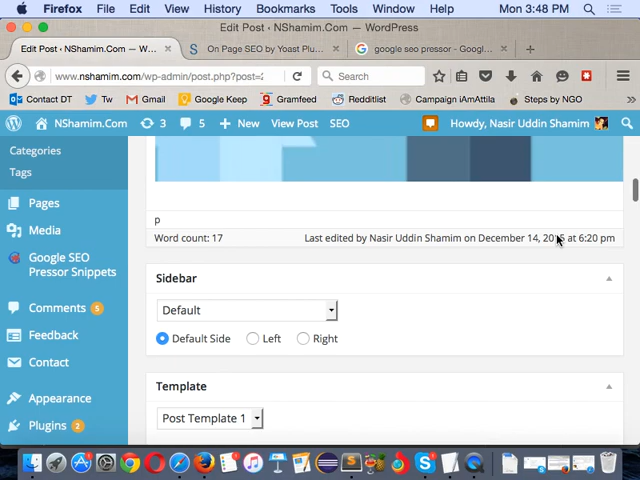 Firefox File Edit View History Bookmarks Tools Window Help Mon 3:48 PM
Edit Post ‹ NShamim.Com — WordPress
Edit Post ‹ NShamim.Com — W... × On Page SEO by Yoast Plu... × google seo pressor - Googl... × +
www.nshamim.com/wp-admin/post.php?post=2 Search
Contact DT Tw Gmail Google Keep Gramfeed Redditlist Campaign iAmAttila Steps by NGO
NShamim.Com 3 5 + New View Post SEO Howdy, Nasir Uddin Shamim
Categories
Tags
Pages
Media
Google SEO
Pressor Snippets
Comments 5
Feedback
Contact
Appearance
Plugins 2
p
Word count: 17 Last edited by Nasir Uddin Shamim on December 14, 2015 at 6:20 pm
Sidebar
Default
Default Side Left Right
Template
Post Template 1